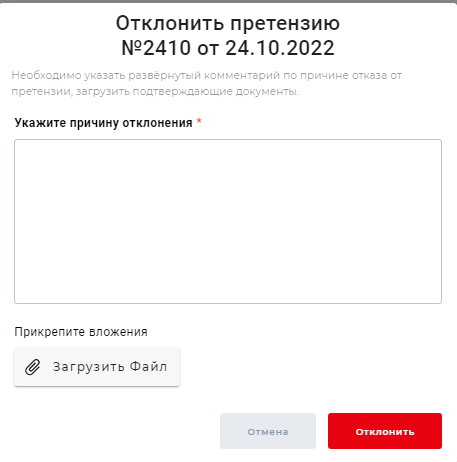 Отклонить претензию
№2410 от 24.10.2022
Необходимо указать развёрнутый комментарий по причине отказа от
претензии, загрузить подтверждающие документы.
Укажите причину отклонения *
Прикрепите вложения
Загрузить Файл
Отмена
Отклонить